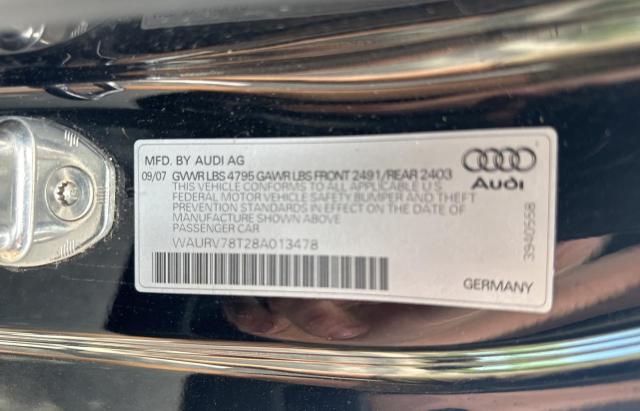 MFD. BY AUDI AG
09/07 GVWR LBS 4795 GAWR LBS FRONT 2491/REAR 2403
THIS VEHICLE CONFORMS TO ALL APPLICABLE U.S
FEDERAL MOTOR VEHICLE SAFETY BUMPER AND THEFT
PREVENTION STANDARDS IN EFFECT ON THE DATE OF
MANUFACTURE SHOWN ABOVE
PASSENGER CAR
WAURV78T28A013478
Audi
3940558
GERMANY